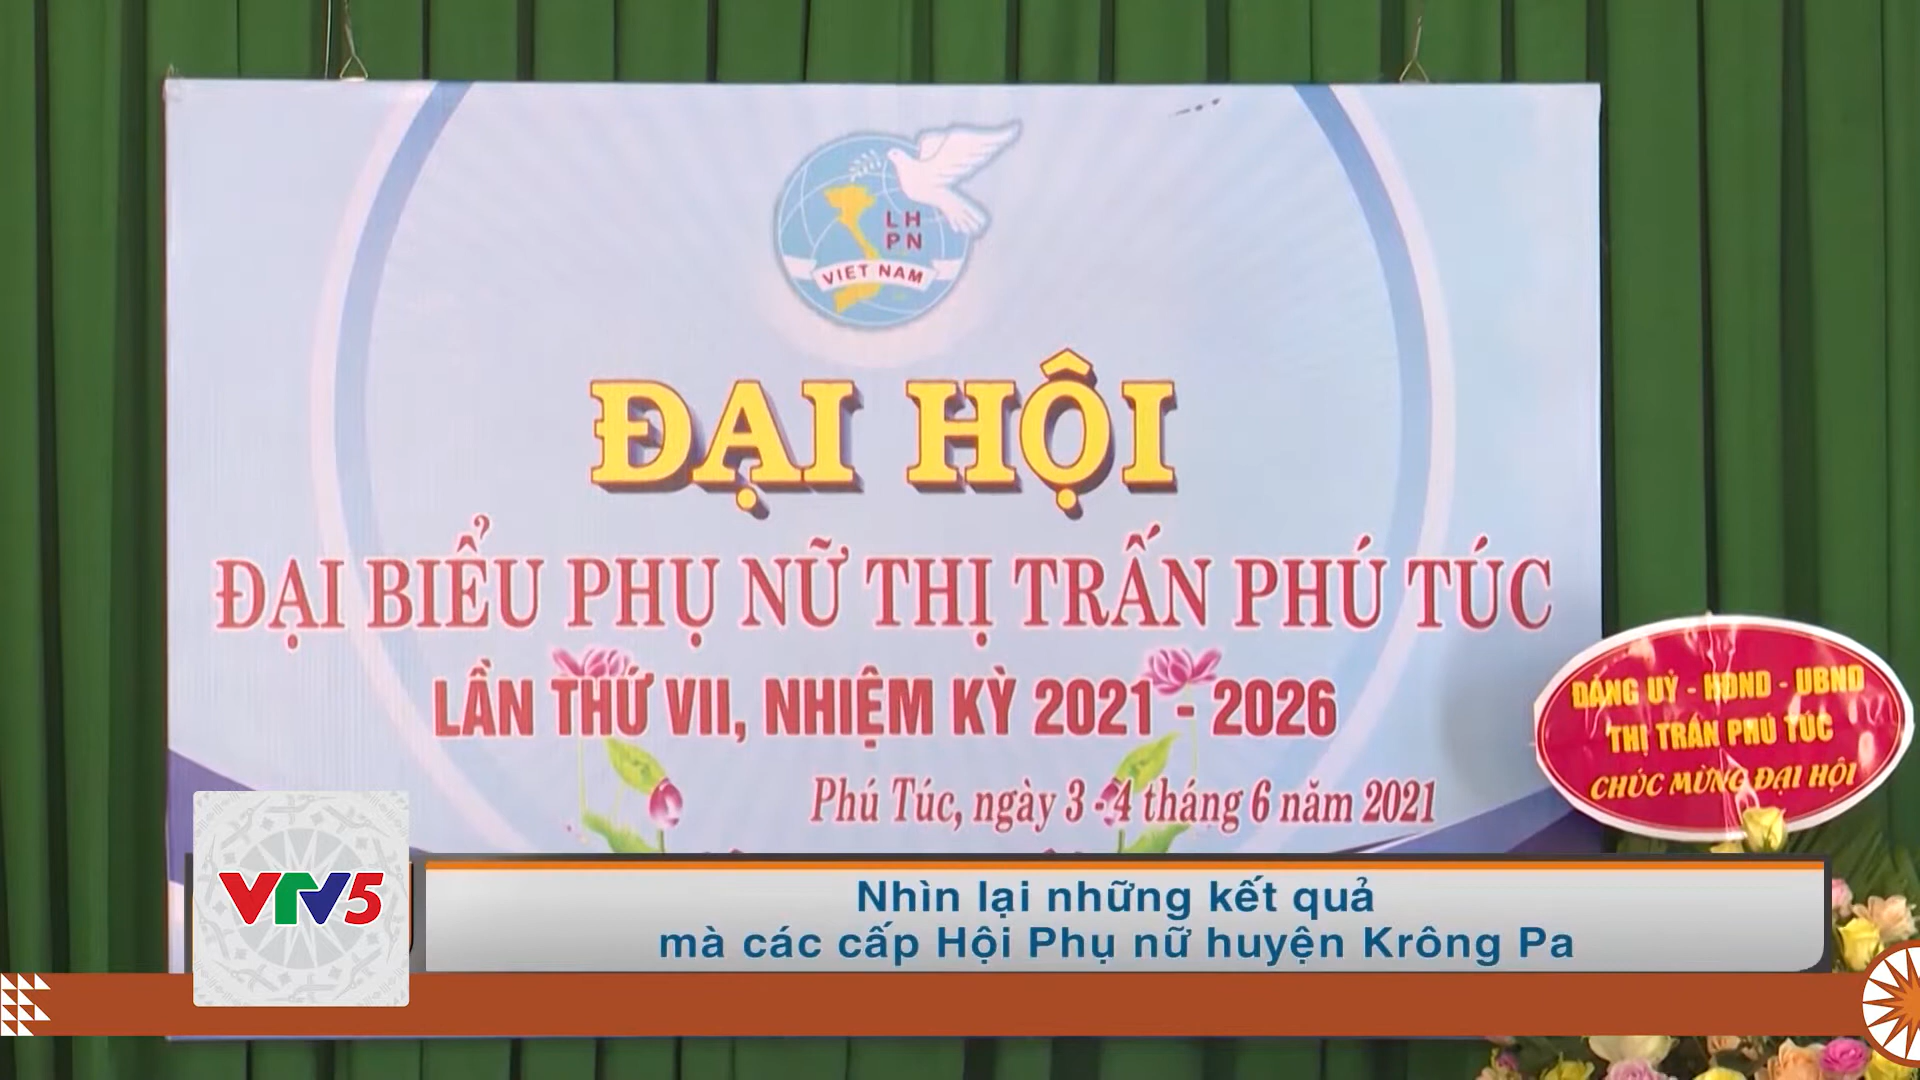 LH
PN
VIET NAM
ĐẠI HỘI
ĐẠI BIỂU PHỤ NỮ THỊ TRẤN PHÚ TÚC
LẦN THỨ VII, NHIỆM KỲ 2021 - 2026
Phú Túc, ngày 3 - 4 tháng 6 năm 2021
ĐẢNG UỶ - HĐND - UBND
THỊ TRẤN PHÚ TÚC
CHÚC MỪNG ĐẠI HỘI
VTV5
Nhìn lại những kết quả
mà các cấp Hội Phụ nữ huyện Krông Pa